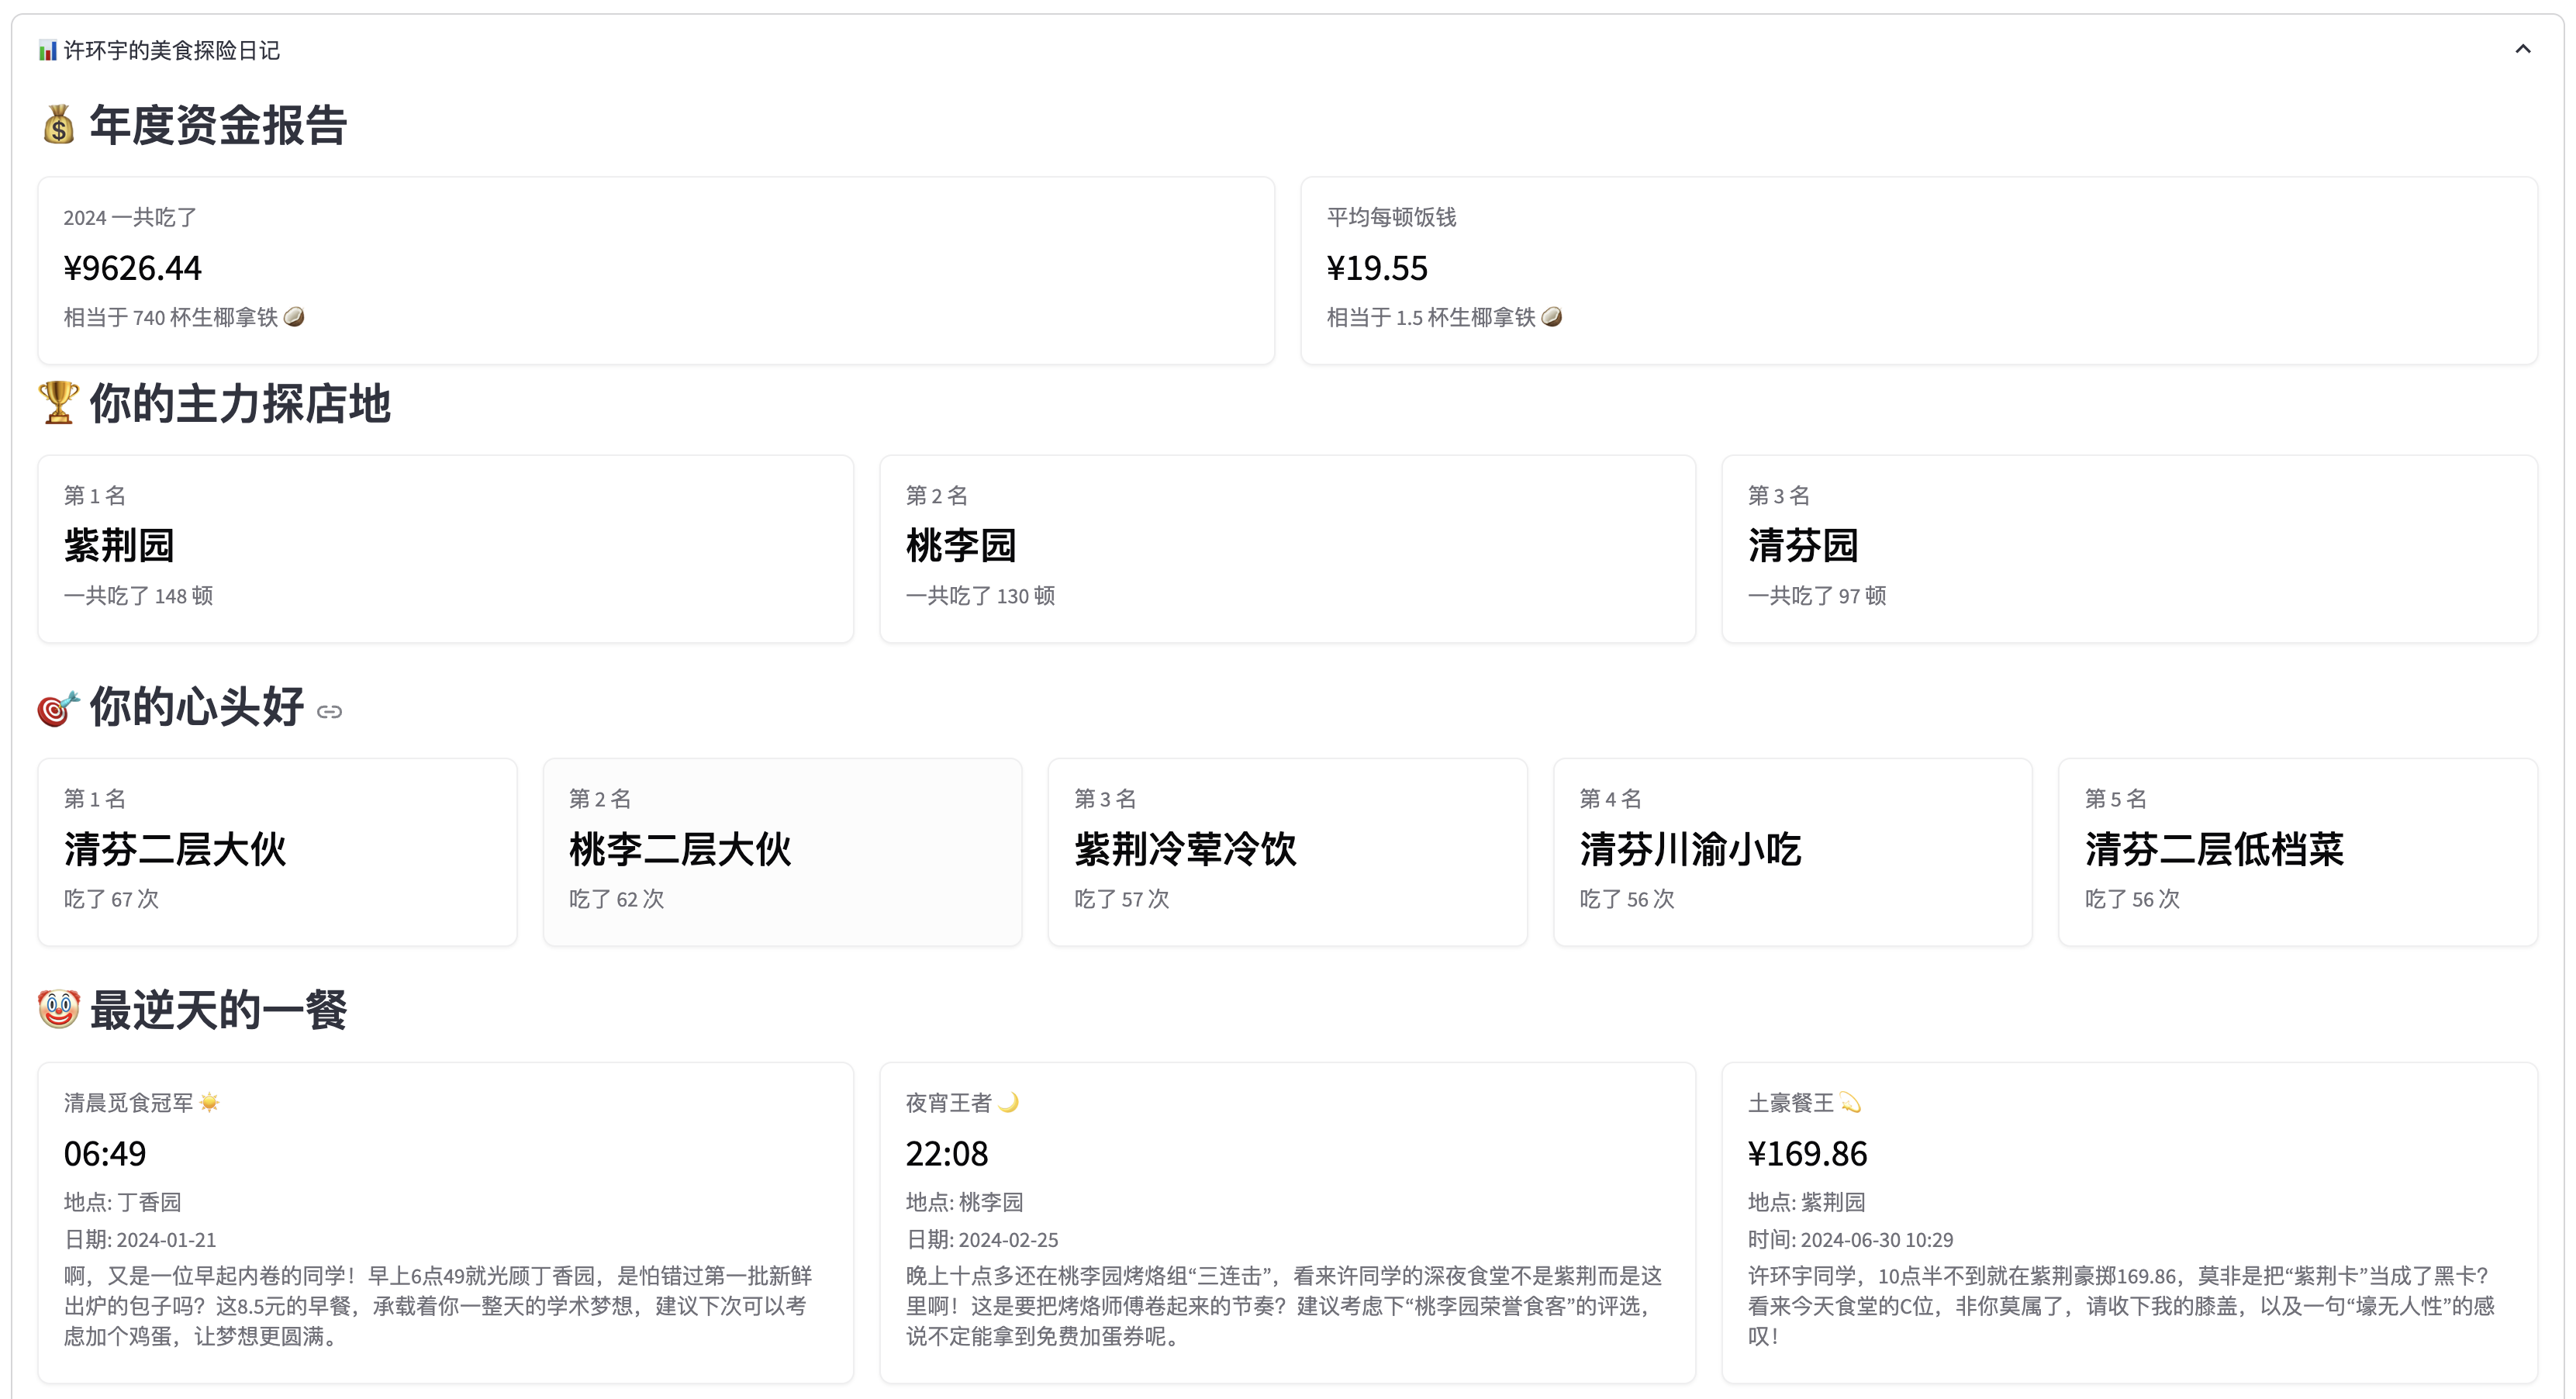 许环宇的美食探险日记
年度资金报告
2024 一共吃了
¥9626.44
相当于 740 杯生椰拿铁
平均每顿饭钱
¥19.55
相当于 1.5 杯生椰拿铁
你的主力探店地
第 1 名
紫荆园
一共吃了 148 顿
第 2 名
桃李园
一共吃了 130 顿
第 3 名
清芬园
一共吃了 97 顿
你的心头好
第 1 名
清芬二层大伙
吃了 67 次
第 2 名
桃李二层大伙
吃了 62 次
第 3 名
紫荆冷荤冷饮
吃了 57 次
第 4 名
清芬川渝小吃
吃了 56 次
第 5 名
清芬二层低档菜
吃了 56 次
最逆天的一餐
清晨觅食冠军
06:49
地点: 丁香园
日期: 2024-01-21
啊，又是一位早起内卷的同学！早上6点49就光顾丁香园，是怕错过第一批新鲜
出炉的包子吗？这8.5元的早餐，承载着你一整天的学术梦想，建议下次可以考
虑加个鸡蛋，让梦想更圆满。
夜宵王者
22:08
地点: 桃李园
日期: 2024-02-25
晚上十点多还在桃李园烤烙组“三连击”，看来许同学的深夜食堂不是紫荆而是这
里啊！这是要把烤烙师傅卷起来的节奏？建议考虑下“桃李园荣誉食客”的评选，
说不定能拿到免费加蛋券呢。
土豪餐王
¥169.86
地点: 紫荆园
时间: 2024-06-30 10:29
许环宇同学，10点半不到就在紫荆豪掷169.86，莫非是把“紫荆卡”当成了黑卡？
看来今天食堂的C位，非你莫属了，请收下我的膝盖，以及一句“壕无人性”的感
叹！